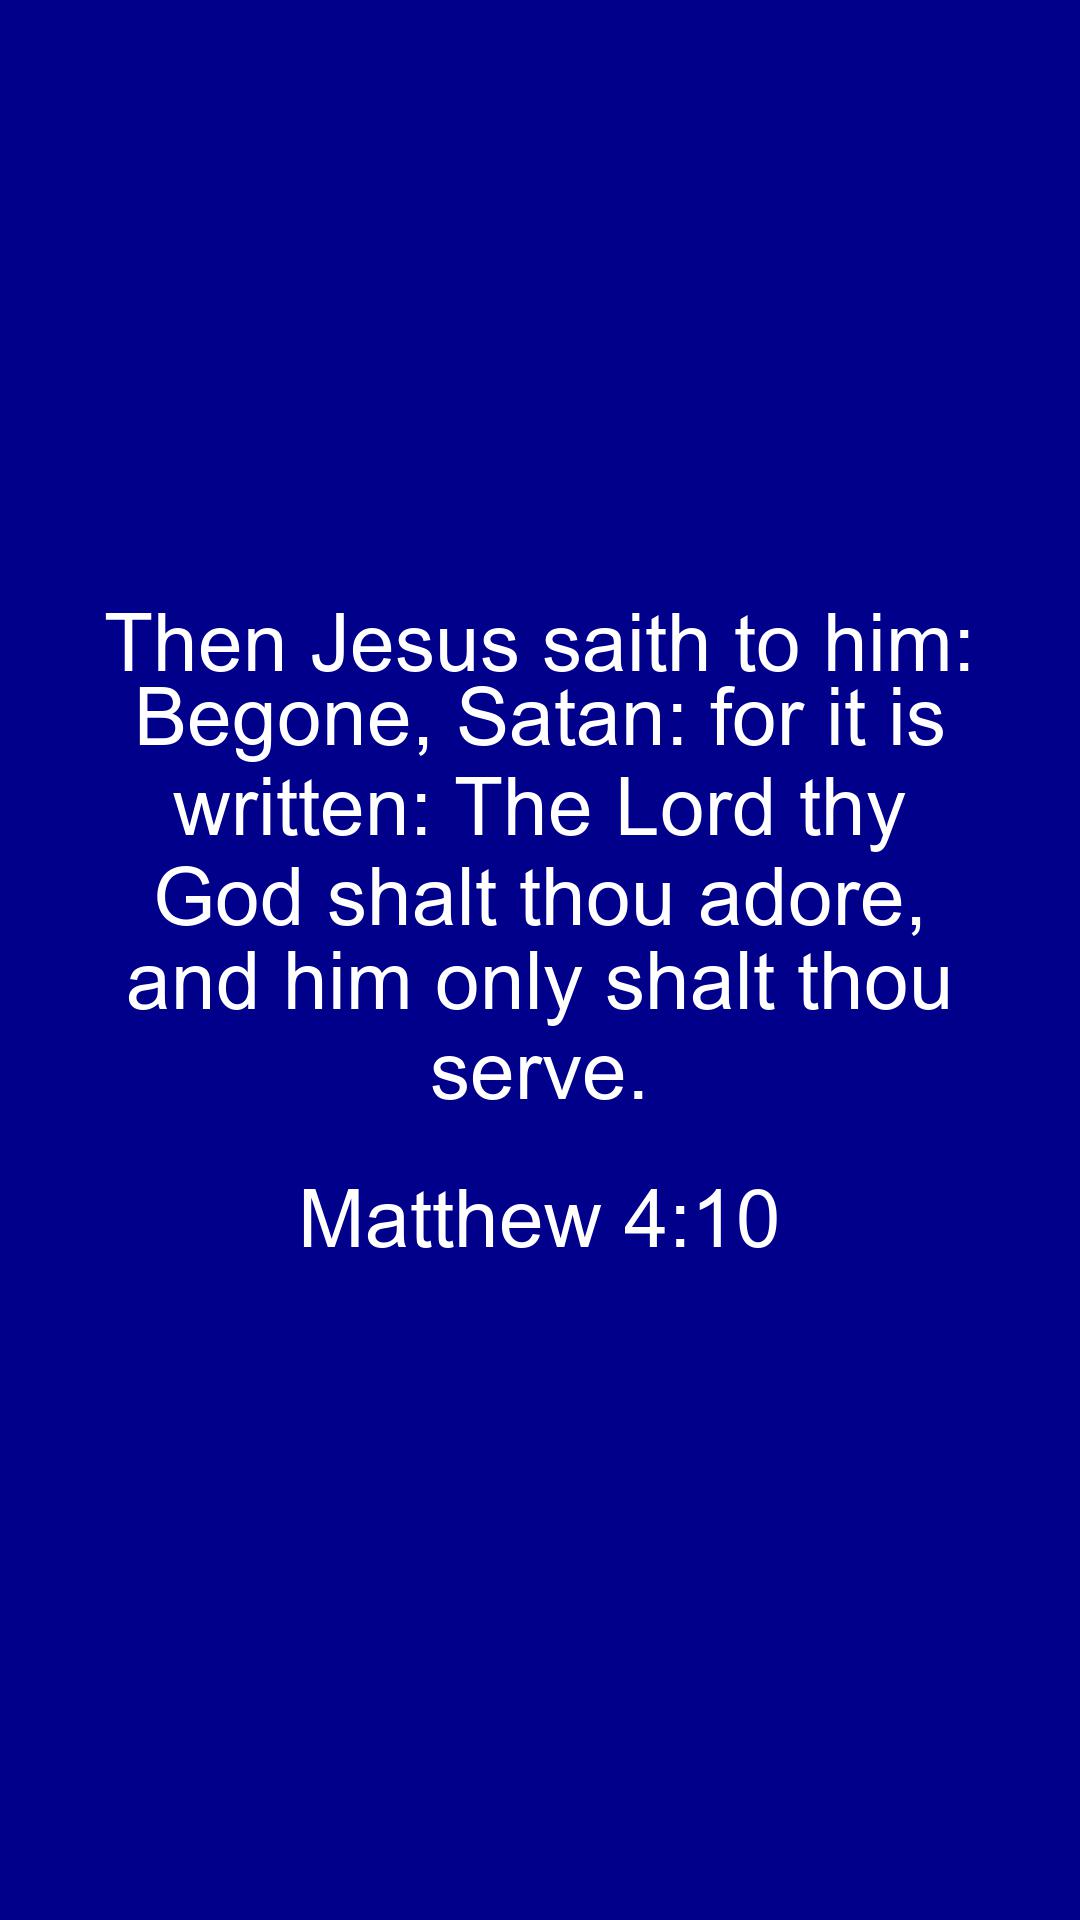 Then Jesus saith to him:
Begone, Satan: for it is
written: The Lord thy
God shalt thou adore,
and him only shalt thou
serve.
Matthew 4:10